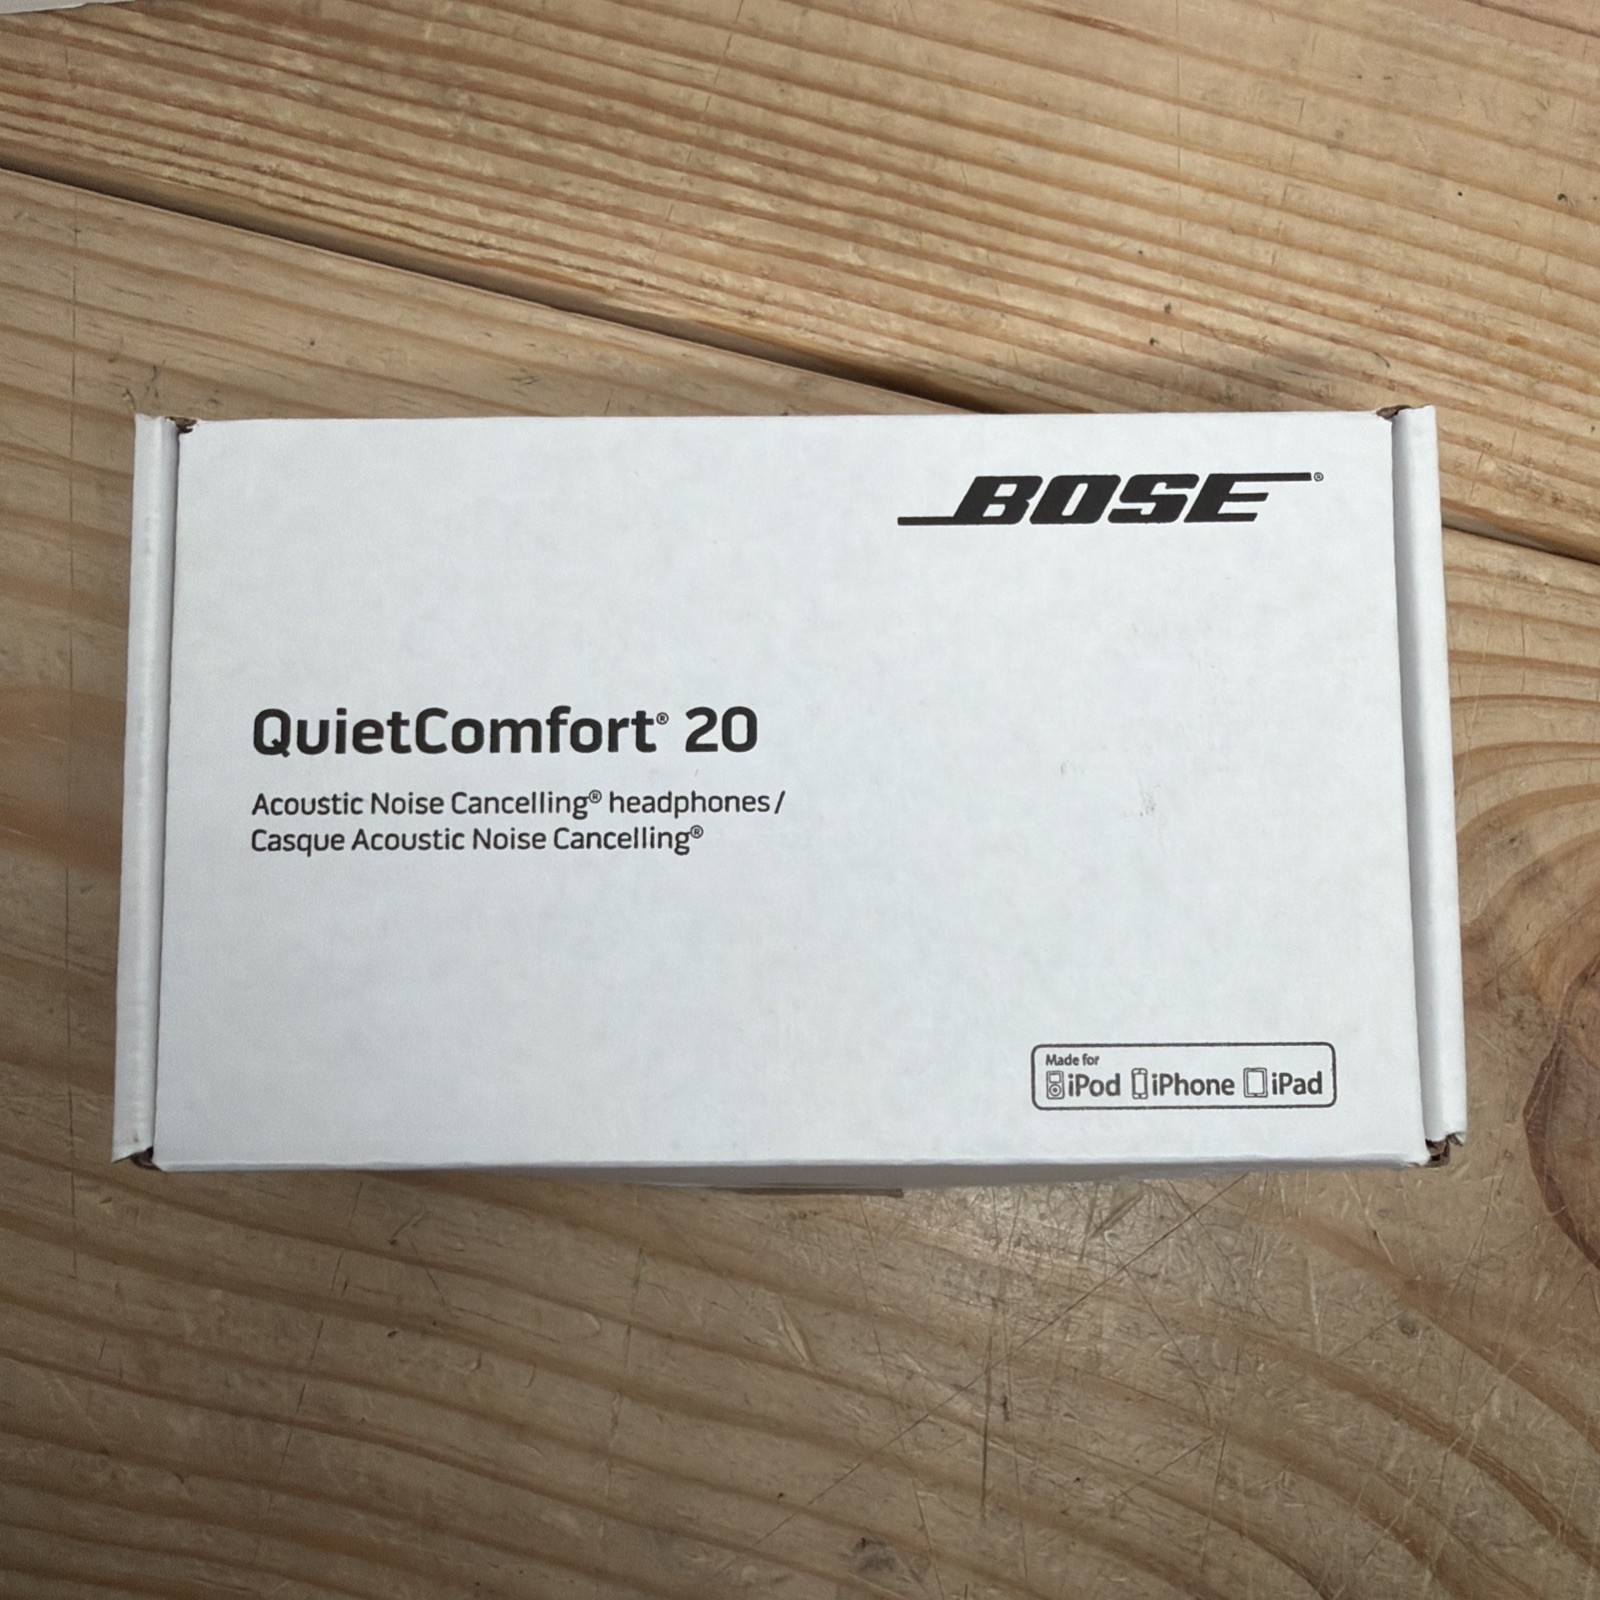 BOSE®
QuietComfort® 20
Acoustic Noise Cancelling® headphones/
Casque Acoustic Noise Cancelling®
Made for
iPod iPhone iPad